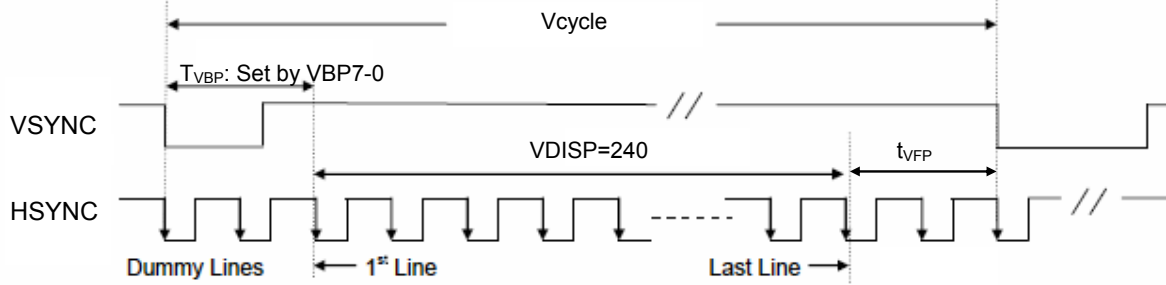 Vcycle
TVBP: Set by VBP7-0
VSYNC
VDISP=240
tVFP
HSYNC
Dummy Lines
1st Line
Last Line